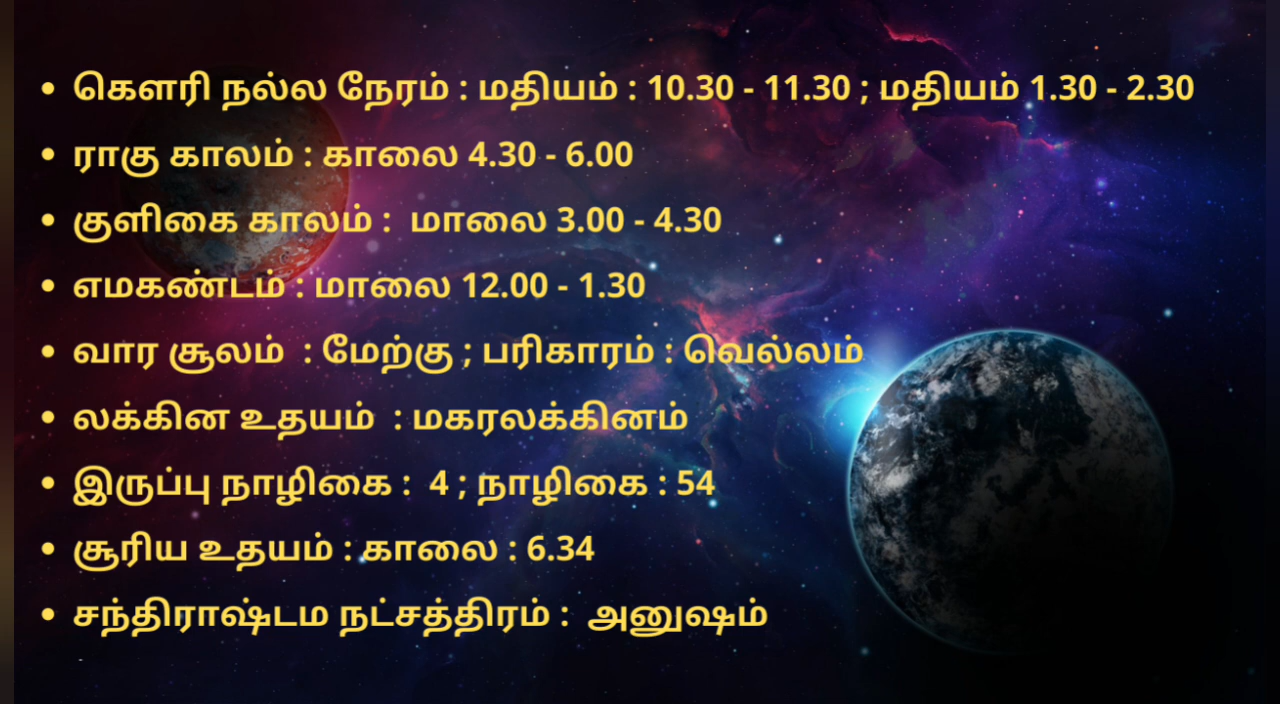 • கௌரி நல்ல நேரம் : மதியம் : 10.30 - 11.30 ; மதியம் 1.30 - 2.30
• ராகு காலம் : காலை 4.30 - 6.00
• குளிகை காலம் : மாலை 3.00 - 4.30
• எமகண்டம் : மாலை 12.00 - 1.30
• வார சூலம் : மேற்கு ; பரிகாரம் : வெல்லம்
• லக்கின உதயம் : மகரலக்கினம்
• இருப்பு நாழிகை : 4 ; நாழிகை : 54
• சூரிய உதயம் : காலை : 6.34
• சந்திராஷ்டம நட்சத்திரம் : அனுஷம்